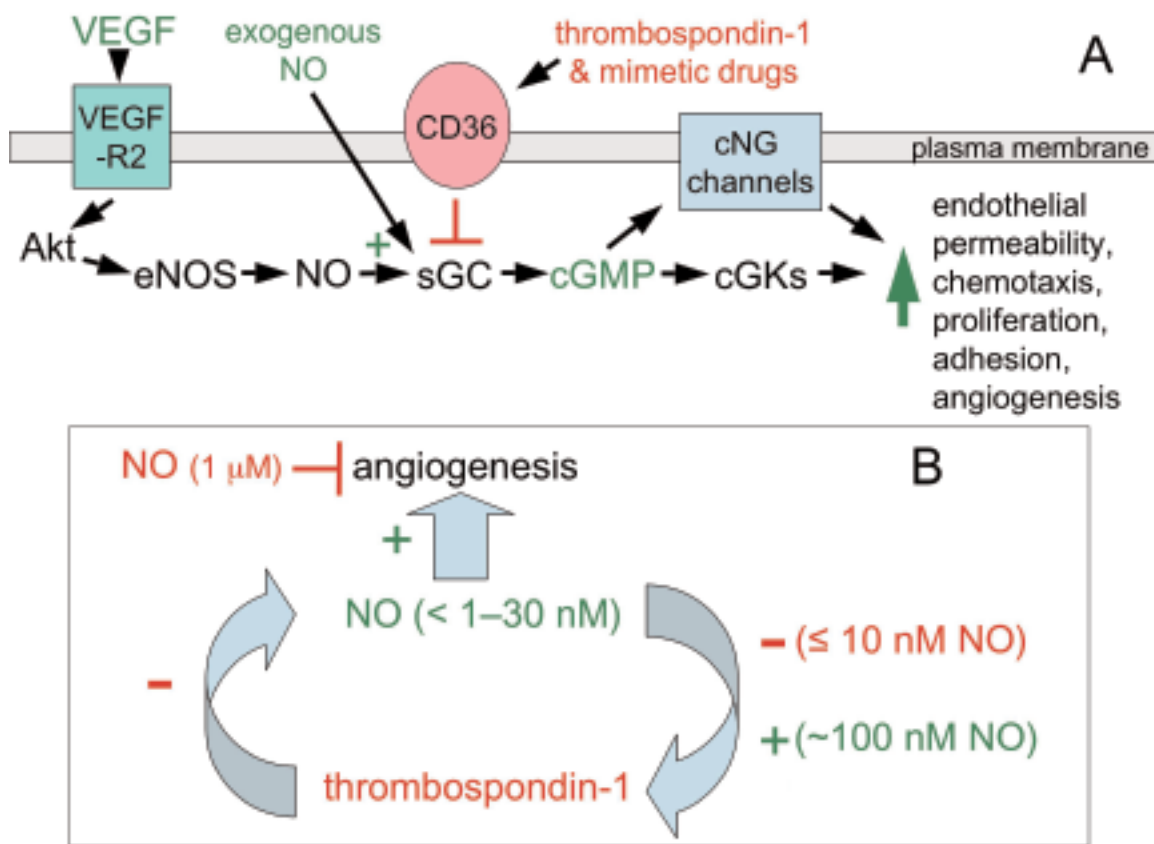 VEGF
exogenous
NO
thrombospondin-1
& mimetic drugs
A
VEGF
-R2
CD36
cNG
channels
plasma membrane
Akt
eNOS
NO
+
sGC
cGMP
cGKs
endothelial
permeability,
chemotaxis,
proliferation,
adhesion,
angiogenesis
B
NO (1 μM)
angiogenesis
+
NO (< 1–30 nM)
- (≤ 10 nM NO)
-
+ (~100 nM NO)
thrombospondin-1